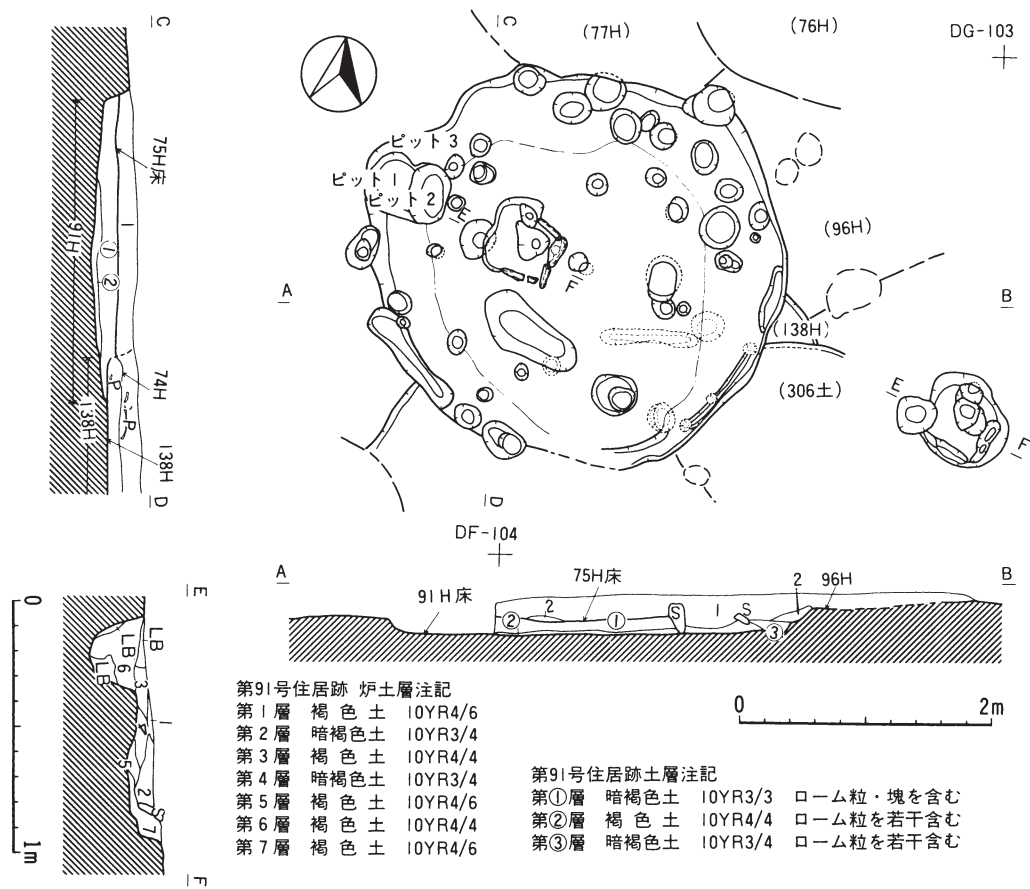 C
C
(77H)
(76H)
DG-103
ピット3
ピット1
ピット2
E
F
(96H)
A
B
(138H)
(306土)
E
F
D
DF-104
75H床
1
①
②
91H
138H
74H
P
P
138H
D
A
B
91H床
75H床
2
96H
②
2
①
S
1
S
③
E
LB
LB
6
3
1
LB
4
5
2
S
7
F
0
1m
0
2m
第91号住居跡 炉土層注記
第1層 褐色土 10YR4/6
第2層 暗褐色土 10YR3/4
第3層 褐色土 10YR4/4
第4層 暗褐色土 10YR3/4
第5層 褐色土 10YR4/6
第6層 褐色土 10YR4/4
第7層 褐色土 10YR4/6
第91号住居跡土層注記
第①層 暗褐色土 10YR3/3 ローム粒・塊を含む
第②層 褐色土 10YR4/4 ローム粒を若干含む
第③層 暗褐色土 10YR3/4 ローム粒を若干含む